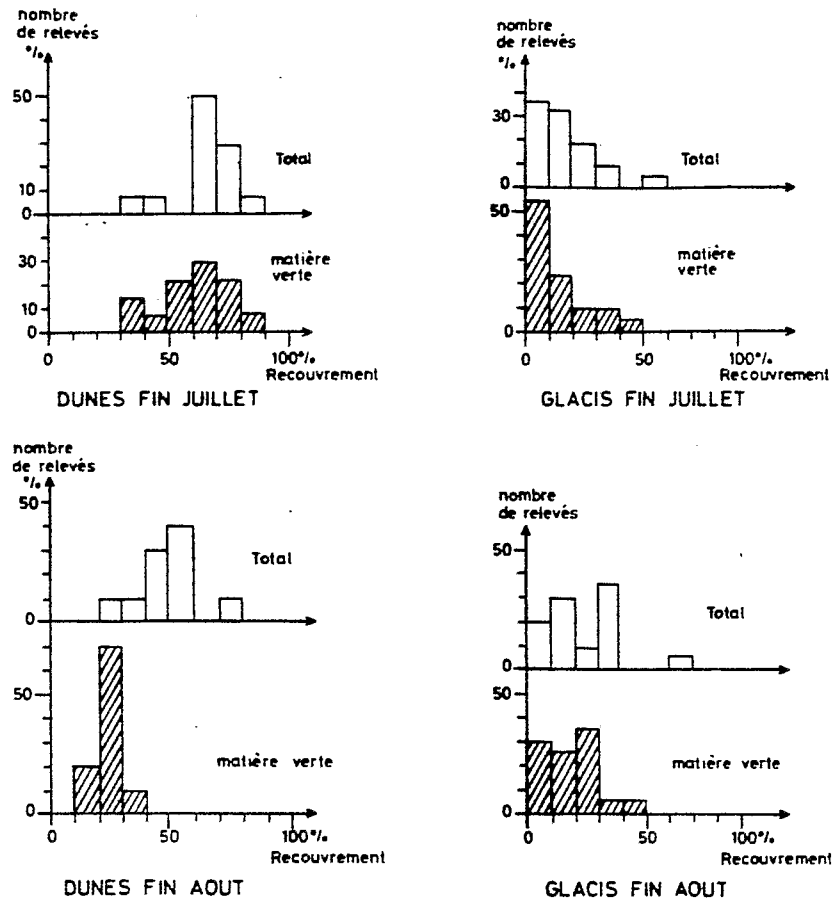 nombre
de relevés
%
50
Total
10
0
matière
verte
30
10
0
0
50
100%
Recouvrement
DUNES FIN JUILLET
nombre
de relevés
%
30
Total
0
50
matière
verte
0
0
50
100%
Recouvrement
GLACIS FIN JUILLET
nombre
de relevés
%
50
Total
0
50
matière verte
0
0
50
100%
Recouvrement
DUNES FIN AOUT
nombre
de relevés
50
Total
0
50
matière verte
0
0
50
100%
Recouvrement
GLACIS FIN AOUT